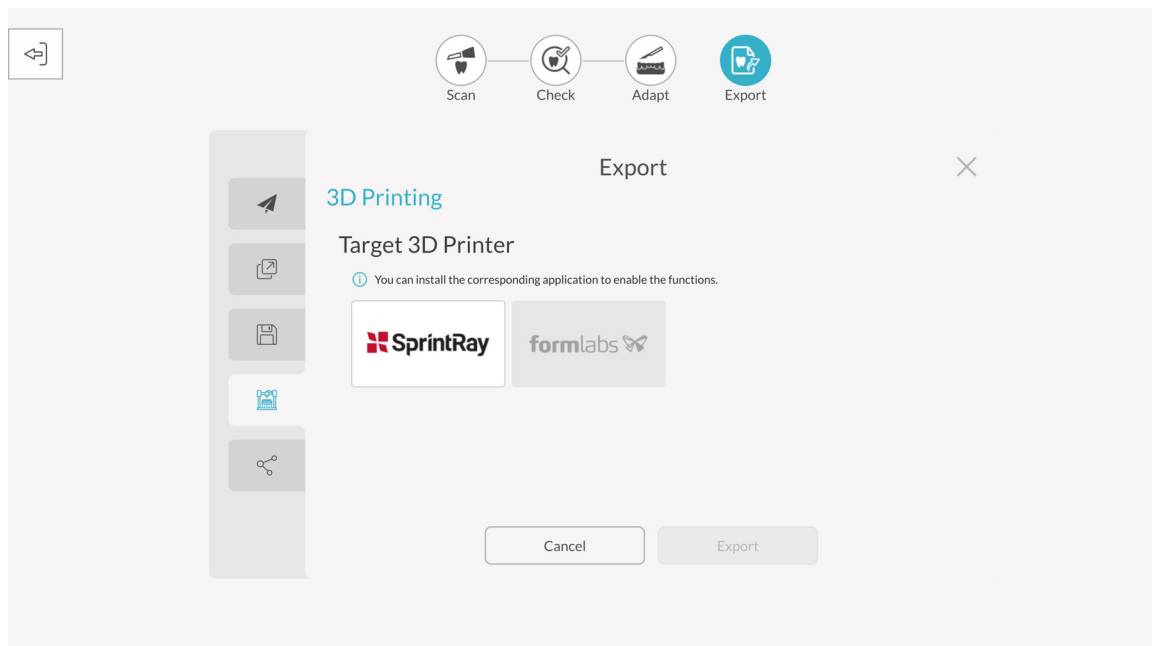 Scan
Check
Adapt
Export
Export
3D Printing
Target 3D Printer
You can install the corresponding application to enable the functions.
SprintRay
formlabs
Cancel
Export